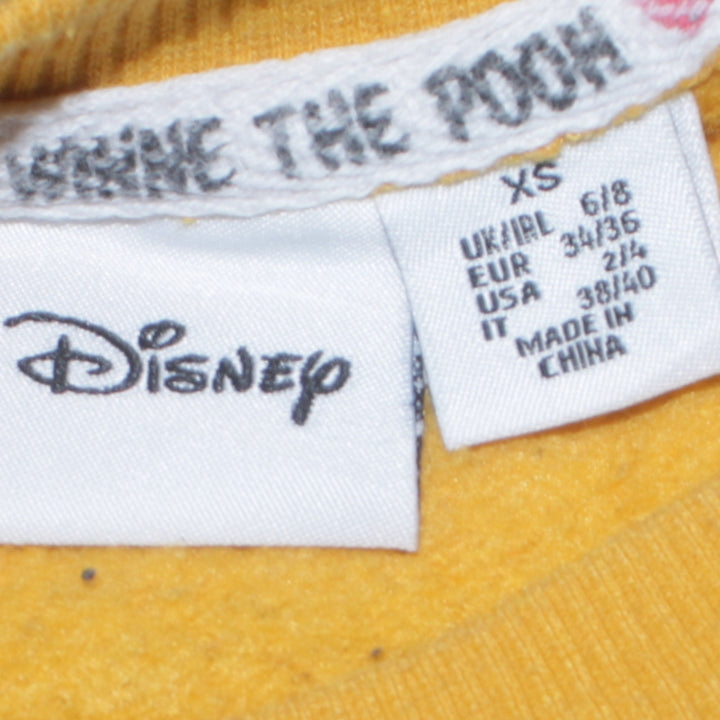 WINNIE THE POOH
Disney
XS
UK/IRL 6/8
EUR 34/36
USA 2/4
IT 38/40
MADE IN
CHINA